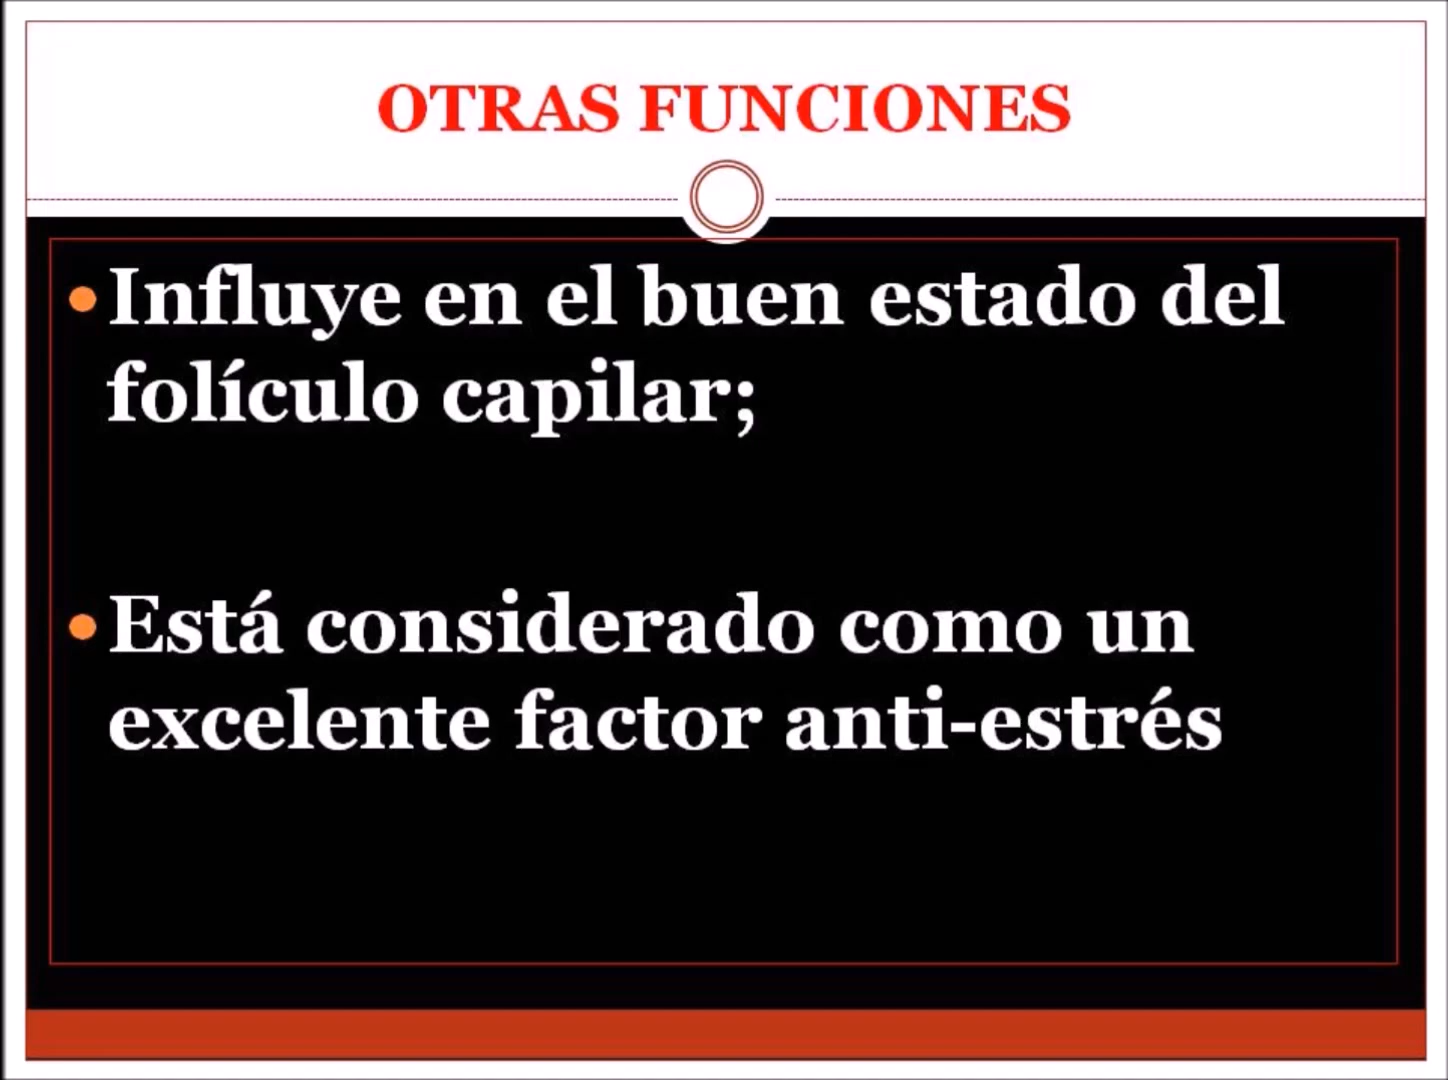 OTRAS FUNCIONES
• Influye en el buen estado del
folículo capilar;
• Está considerado como un
excelente factor anti-estrés